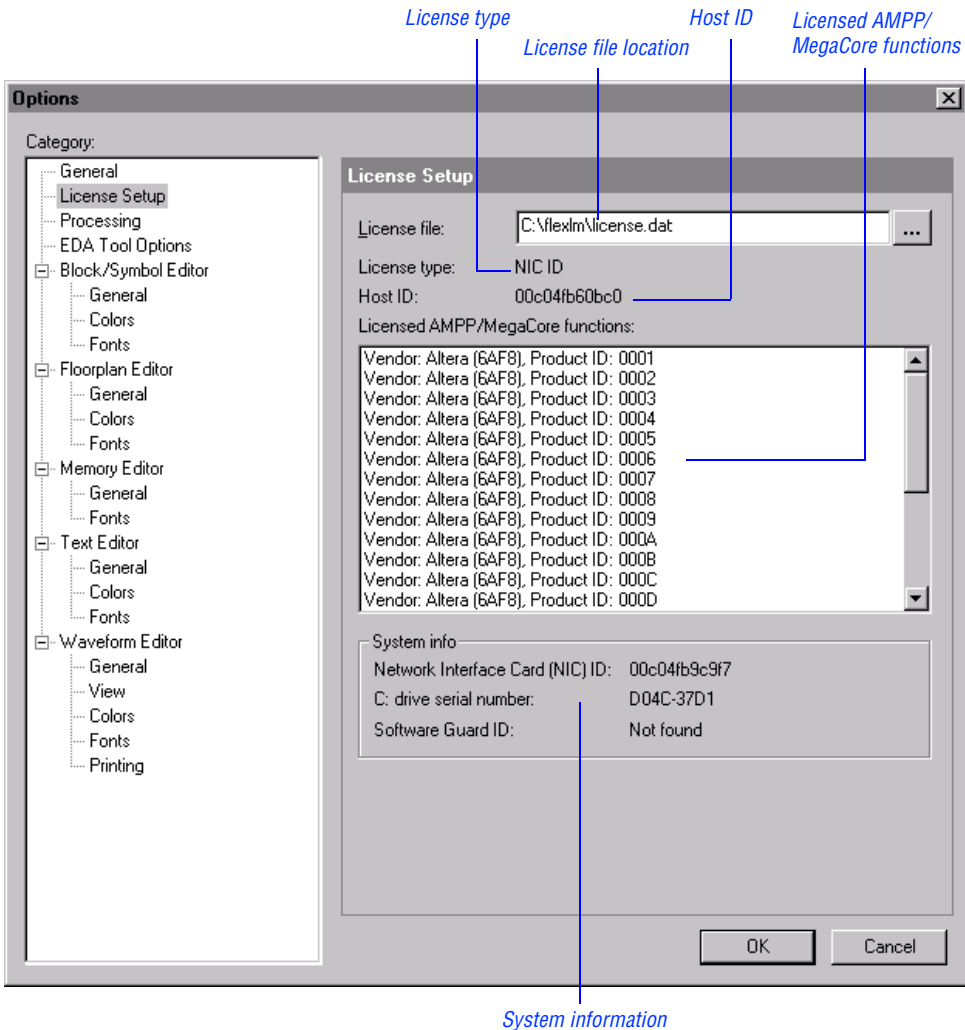 License type
Host ID
Licensed AMPP/
MegaCore functions
License file location
Options
Category:
General
License Setup
Processing
EDA Tool Options
Block/Symbol Editor
General
Colors
Fonts
Floorplan Editor
General
Colors
Fonts
Memory Editor
General
Fonts
Text Editor
General
Colors
Fonts
Waveform Editor
General
View
Colors
Fonts
Printing
License Setup
License file: C:\flexlm\license.dat ...
License type: NIC ID
Host ID: 00c04fb60bc0
Licensed AMPP/MegaCore functions:
Vendor: Altera (6AF8), Product ID: 0001
Vendor: Altera (6AF8), Product ID: 0002
Vendor: Altera (6AF8), Product ID: 0003
Vendor: Altera (6AF8), Product ID: 0004
Vendor: Altera (6AF8), Product ID: 0005
Vendor: Altera (6AF8), Product ID: 0006
Vendor: Altera (6AF8), Product ID: 0007
Vendor: Altera (6AF8), Product ID: 0008
Vendor: Altera (6AF8), Product ID: 0009
Vendor: Altera (6AF8), Product ID: 000A
Vendor: Altera (6AF8), Product ID: 000B
Vendor: Altera (6AF8), Product ID: 000C
Vendor: Altera (6AF8), Product ID: 000D
System info
Network Interface Card (NIC) ID: 00c04fb9c9f7
C: drive serial number: D04C-37D1
Software Guard ID: Not found
OK Cancel
System information